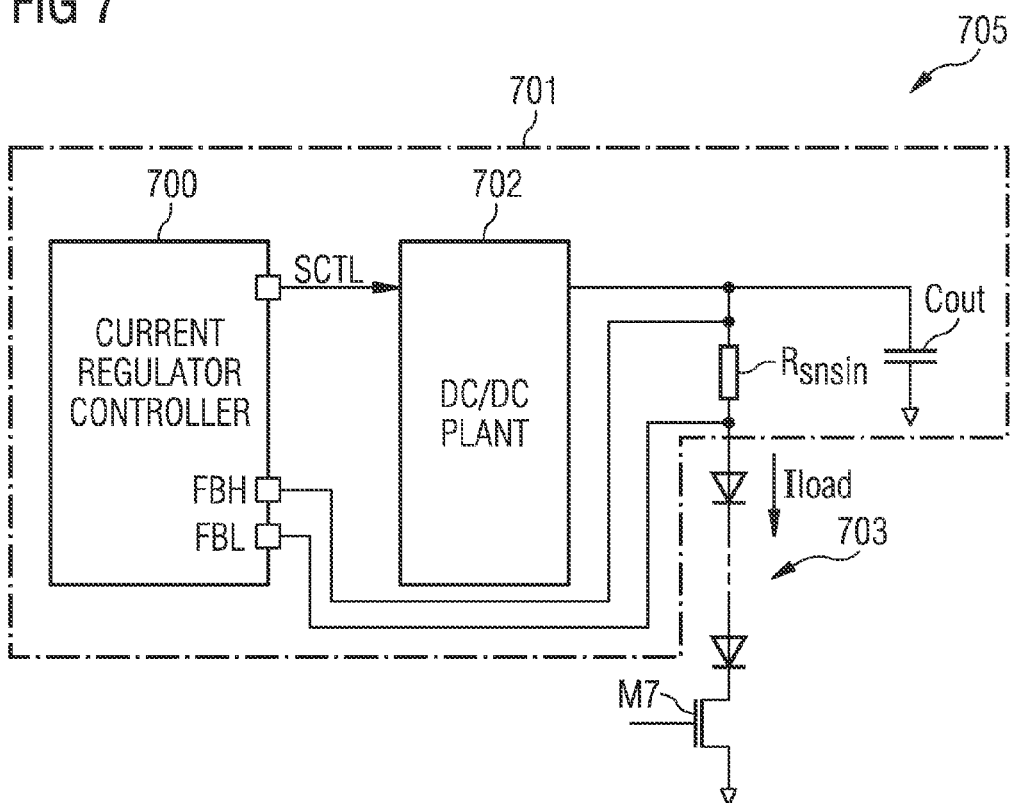 FIG 7
705
701
700
702
SCTL
Cout
CURRENT
REGULATOR
CONTROLLER
DC/DC
PLANT
Rsnsin
FBH
FBL
Iload
703
M7